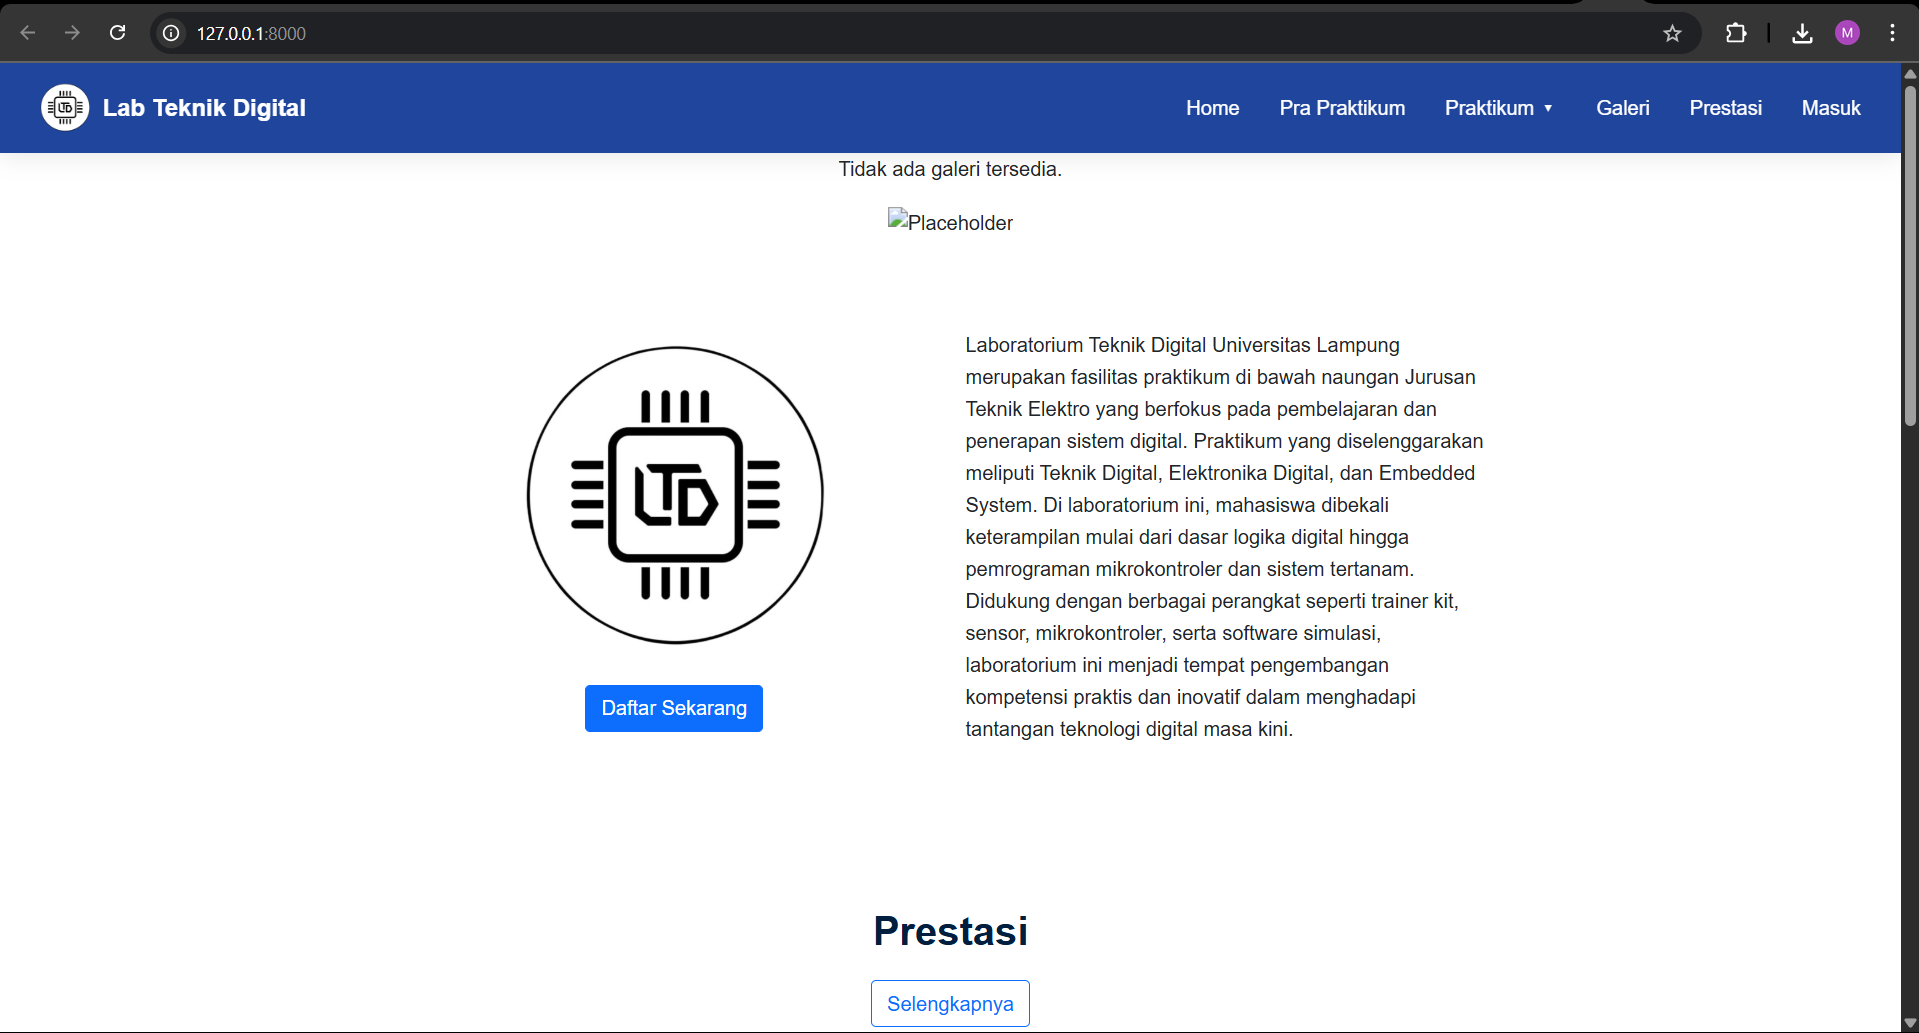 127.0.0.1:8000
M
LTD
Lab Teknik Digital
Home
Pra Praktikum
Praktikum
Galeri
Prestasi
Masuk
Tidak ada galeri tersedia.
Placeholder
LTD
Daftar Sekarang
Laboratorium Teknik Digital Universitas Lampung
merupakan fasilitas praktikum di bawah naungan Jurusan
Teknik Elektro yang berfokus pada pembelajaran dan
penerapan sistem digital. Praktikum yang diselenggarakan
meliputi Teknik Digital, Elektronika Digital, dan Embedded
System. Di laboratorium ini, mahasiswa dibekali
keterampilan mulai dari dasar logika digital hingga
pemrograman mikrokontroler dan sistem tertanam.
Didukung dengan berbagai perangkat seperti trainer kit,
sensor, mikrokontroler, serta software simulasi,
laboratorium ini menjadi tempat pengembangan
kompetensi praktis dan inovatif dalam menghadapi
tantangan teknologi digital masa kini.
Prestasi
Selengkapnya